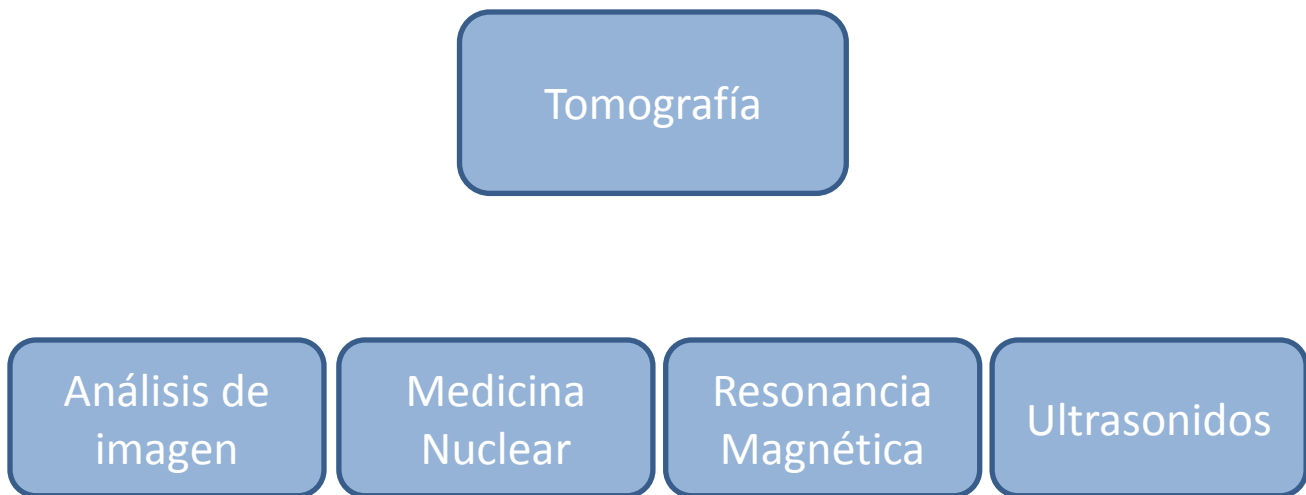 Tomografía
Análisis de
imagen
Medicina
Nuclear
Resonancia
Magnética
Ultrasonidos